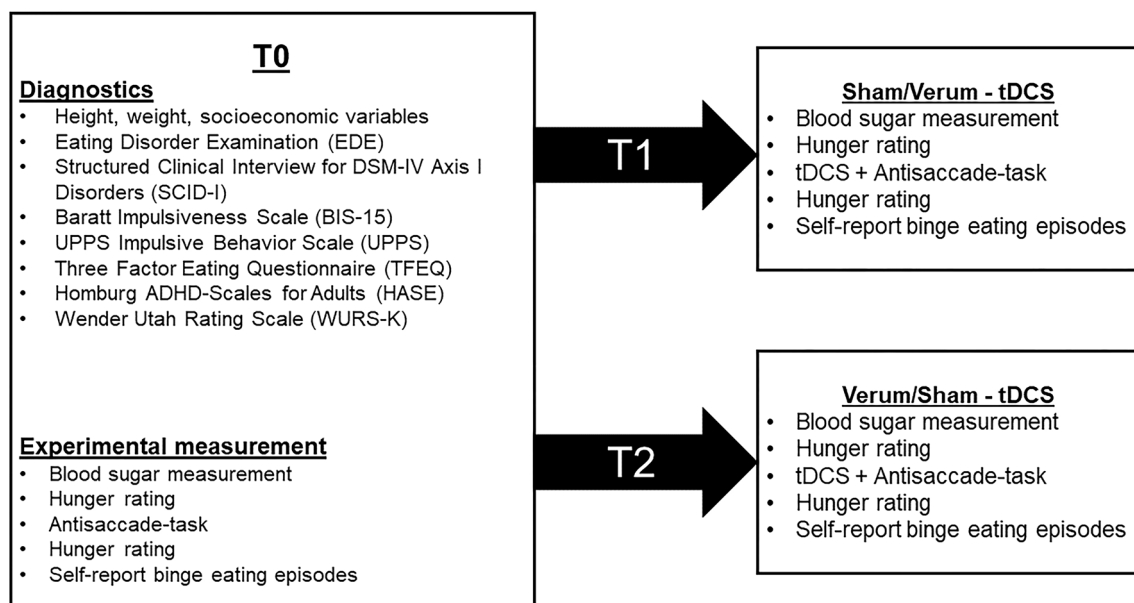 T0
Diagnostics
• Height, weight, socioeconomic variables
• Eating Disorder Examination (EDE)
• Structured Clinical Interview for DSM-IV Axis I
Disorders (SCID-I)
• Baratt Impulsiveness Scale (BIS-15)
• UPPS Impulsive Behavior Scale (UPPS)
• Three Factor Eating Questionnaire (TFEQ)
• Homburg ADHD-Scales for Adults (HASE)
• Wender Utah Rating Scale (WURS-K)
Experimental measurement
• Blood sugar measurement
• Hunger rating
• Antisaccade-task
• Hunger rating
• Self-report binge eating episodes
T1
Sham/Verum - tDCS
• Blood sugar measurement
• Hunger rating
• tDCS + Antisaccade-task
• Hunger rating
• Self-report binge eating episodes
T2
Verum/Sham - tDCS
• Blood sugar measurement
• Hunger rating
• tDCS + Antisaccade-task
• Hunger rating
• Self-report binge eating episodes